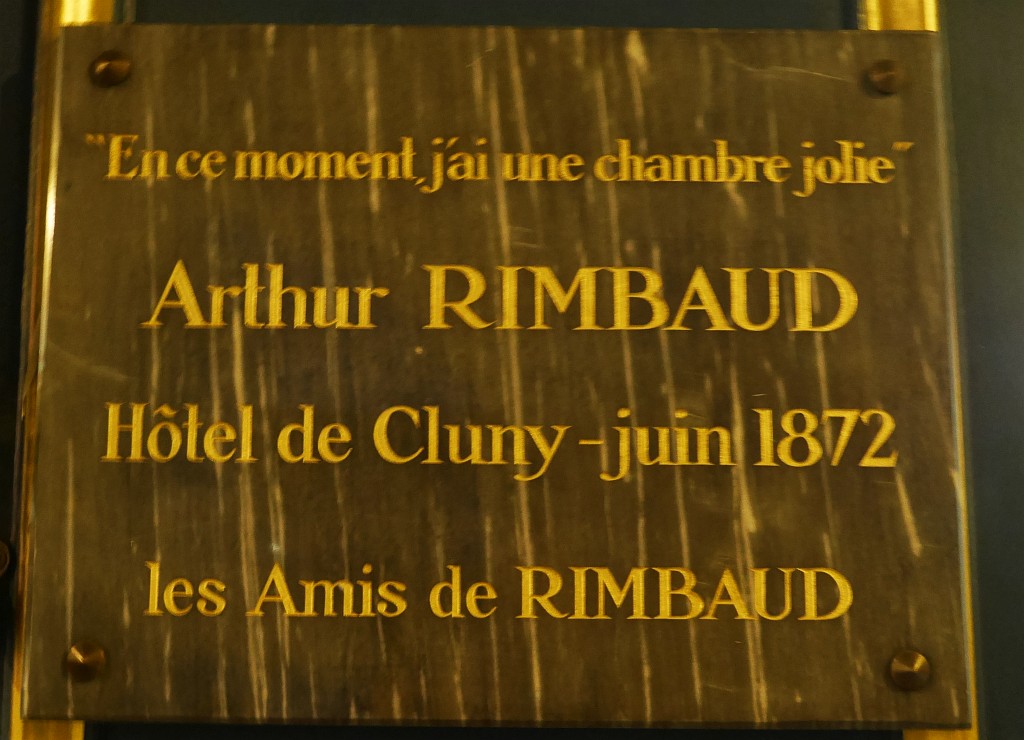 "En ce moment, j'ai une chambre jolie"
Arthur RIMBAUD
Hôtel de Cluny - juin 1872
les Amis de RIMBAUD